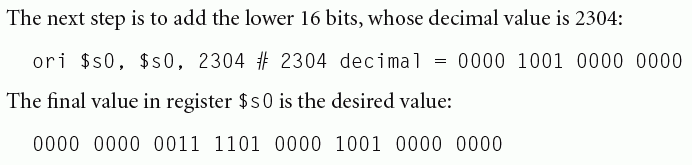 The next step is to add the lower 16 bits, whose decimal value is 2304:
ori $s0, $s0, 2304 # 2304 decimal = 0000 1001 0000 0000
The final value in register $s0 is the desired value:
0000 0000 0011 1101 0000 1001 0000 0000